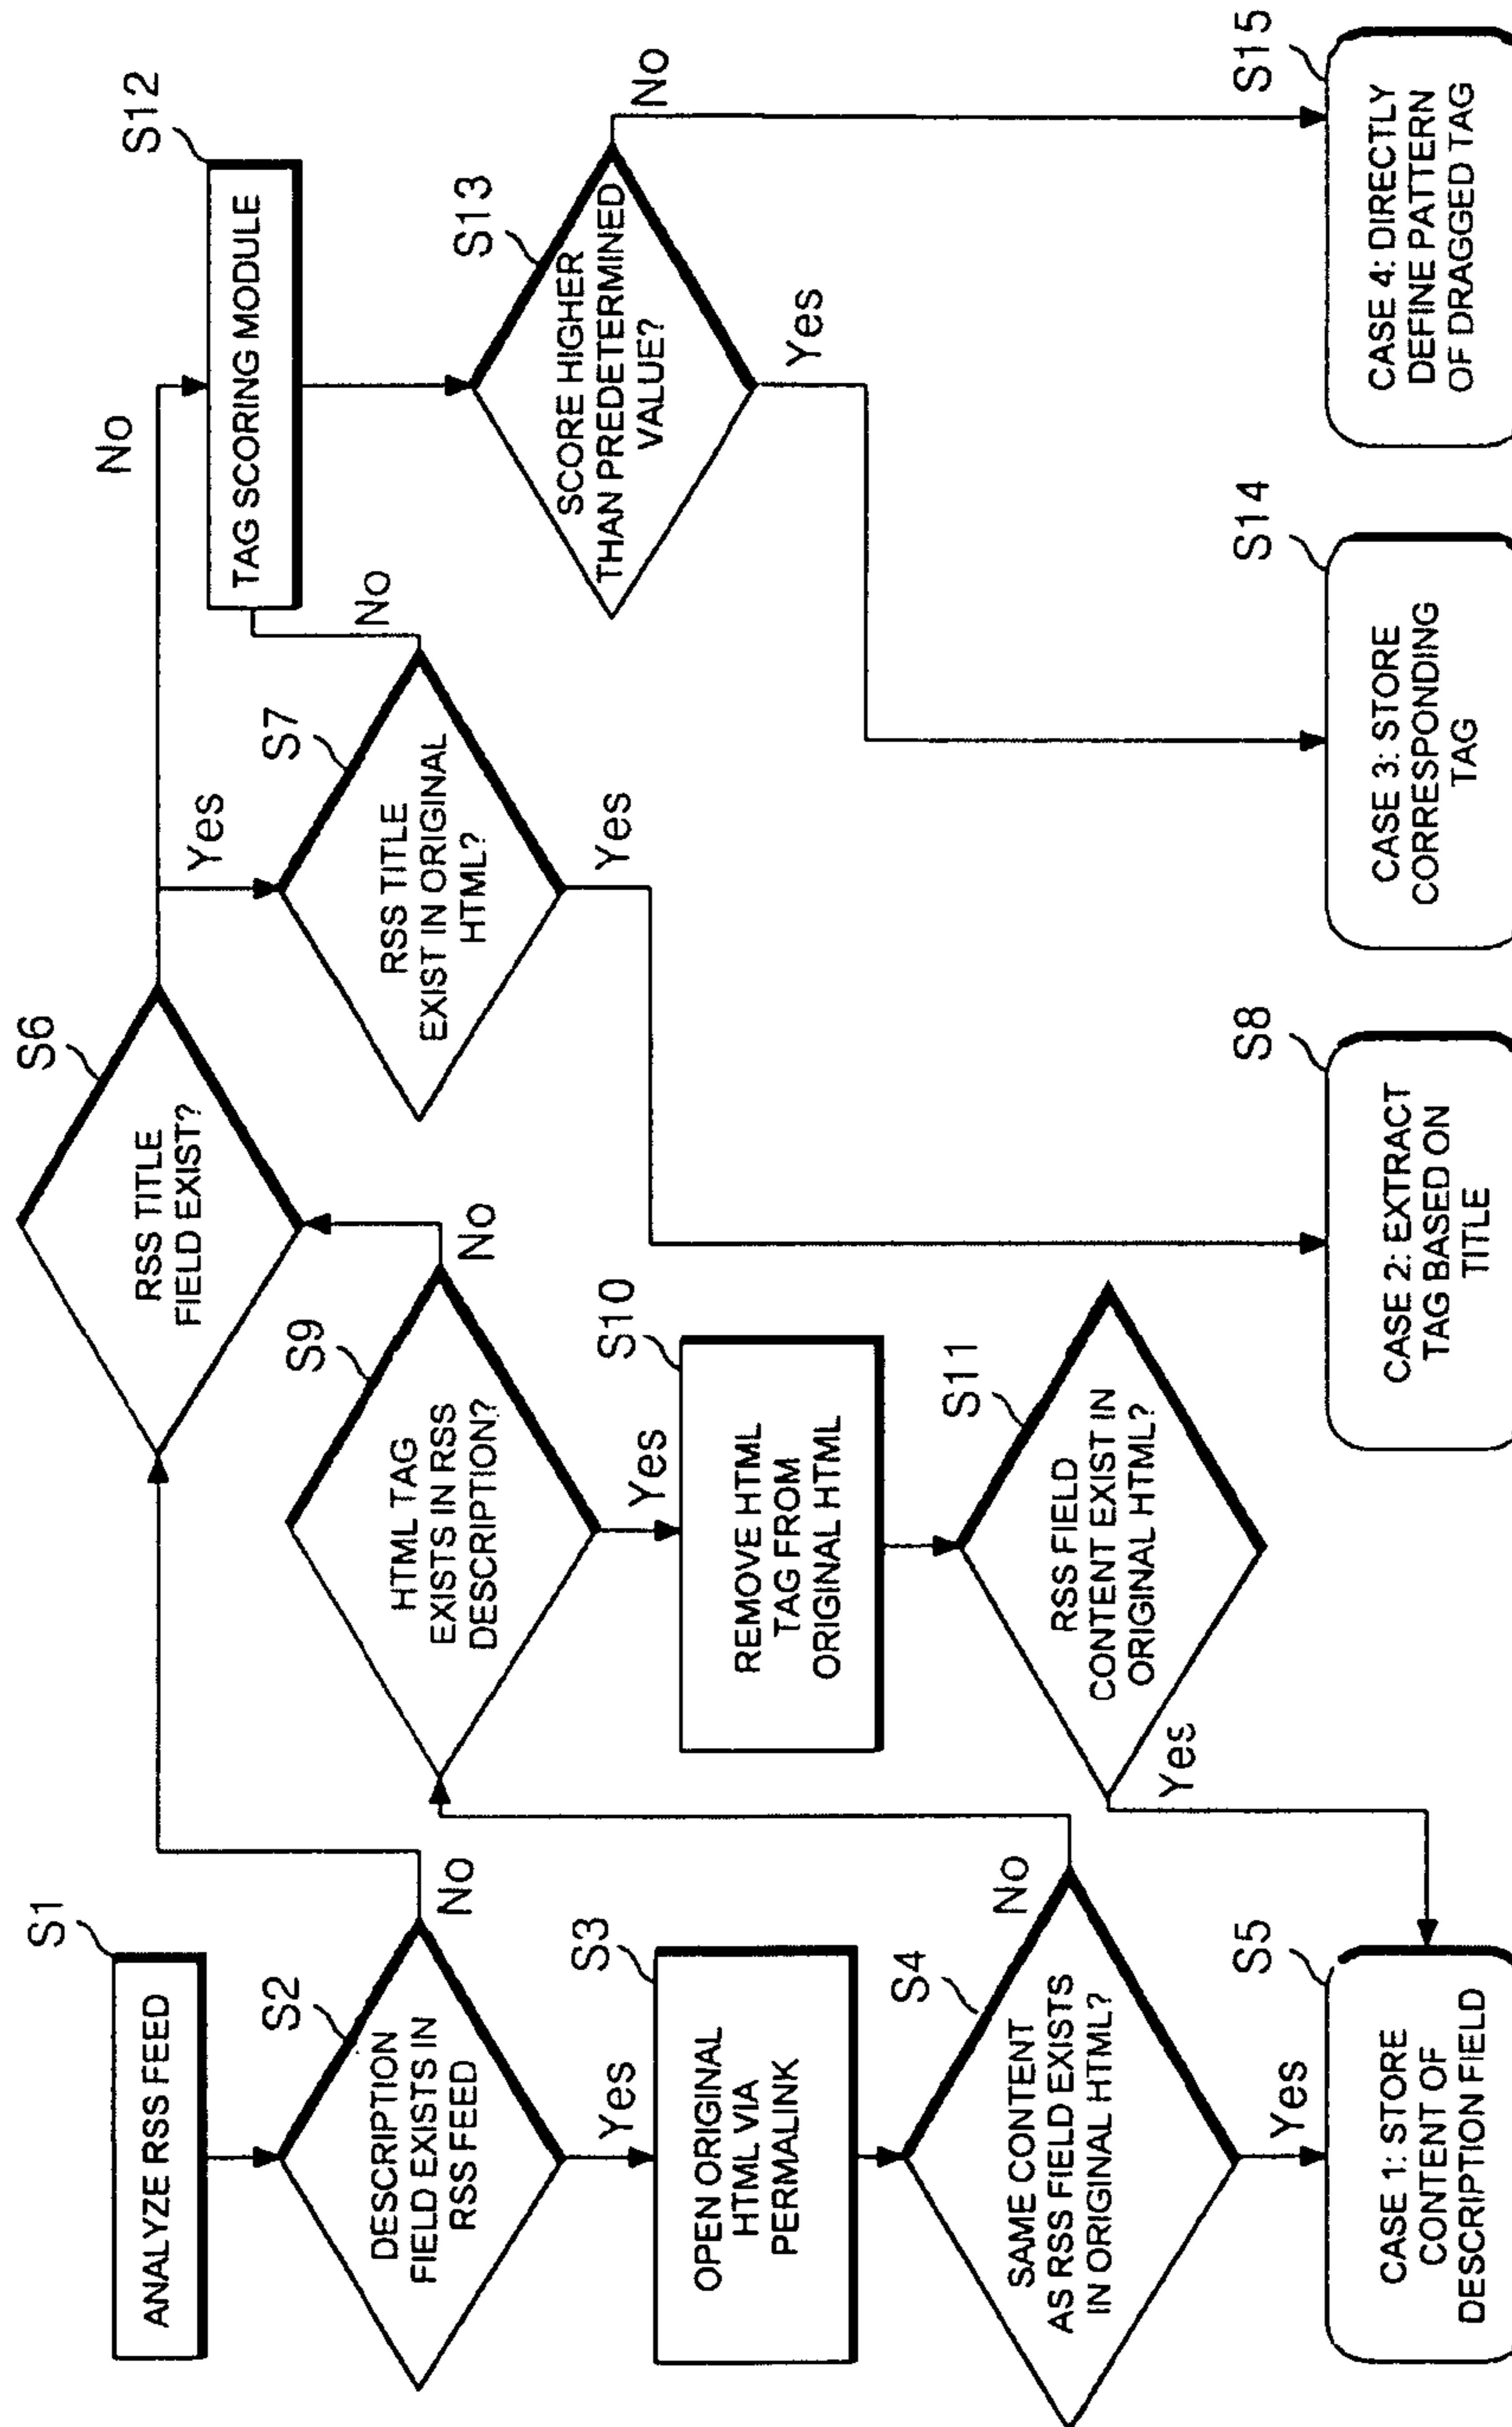 S1
ANALYZE RSS FEED
S2
DESCRIPTION
FIELD EXISTS IN
RSS FEED
No
Yes
S3
OPEN ORIGINAL
HTML VIA
PERMALINK
S4
SAME CONTENT
AS RSS FIELD EXISTS
IN ORIGINAL HTML?
No
Yes
S5
CASE 1: STORE
CONTENT OF
DESCRIPTION FIELD
S6
RSS TITLE
FIELD EXIST?
Yes
No
S7
RSS TITLE
EXIST IN ORIGINAL
HTML?
No
Yes
S8
CASE 2: EXTRACT
TAG BASED ON
TITLE
S9
HTML TAG
EXISTS IN RSS
DESCRIPTION?
No
Yes
S10
REMOVE HTML
TAG FROM
ORIGINAL HTML
S11
RSS FIELD
CONTENT EXIST IN
ORIGINAL HTML?
Yes
S12
TAG SCORING MODULE
S13
SCORE HIGHER
THAN PREDETERMINED
VALUE?
No
Yes
S14
CASE 3: STORE
CORRESPONDING
TAG
S15
CASE 4: DIRECTLY
DEFINE PATTERN
OF DRAGGED TAG